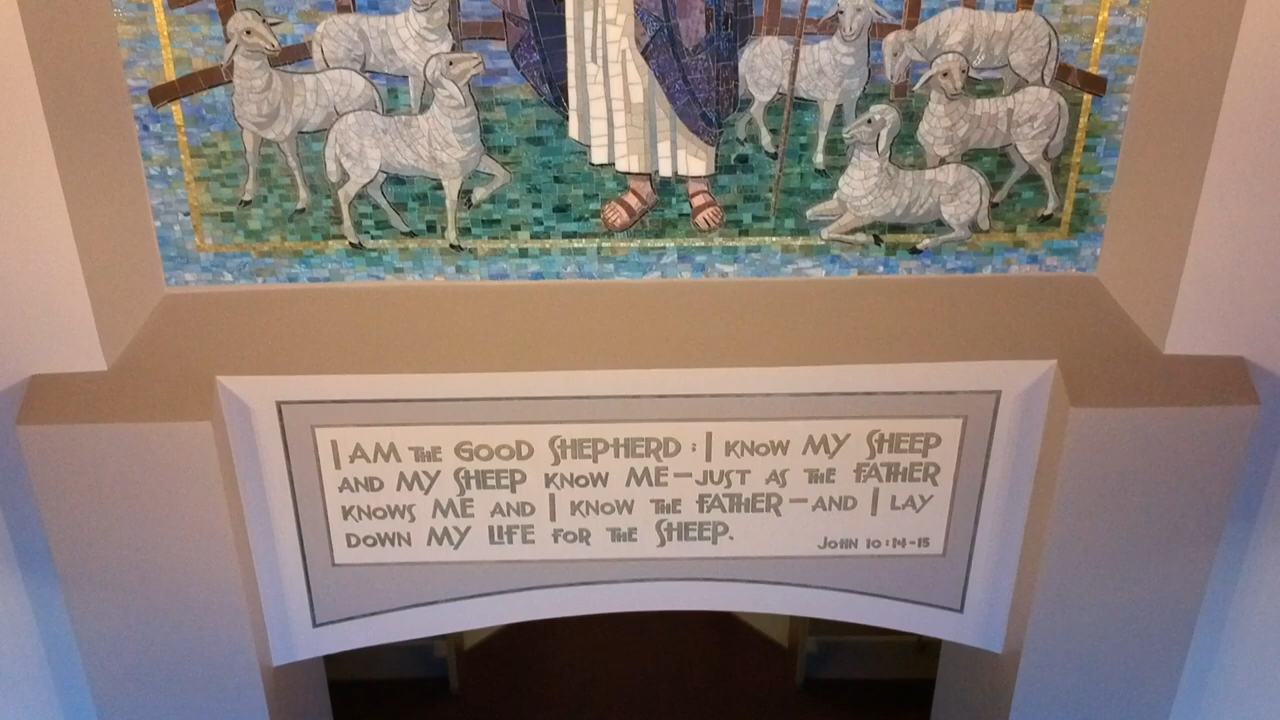 I AM THE GOOD SHEPHERD: I KNOW MY SHEEP
AND MY SHEEP KNOW ME—JUST AS THE FATHER
KNOWS ME AND I KNOW THE FATHER—AND I LAY
DOWN MY LIFE FOR THE SHEEP.
JOHN 10:14-15